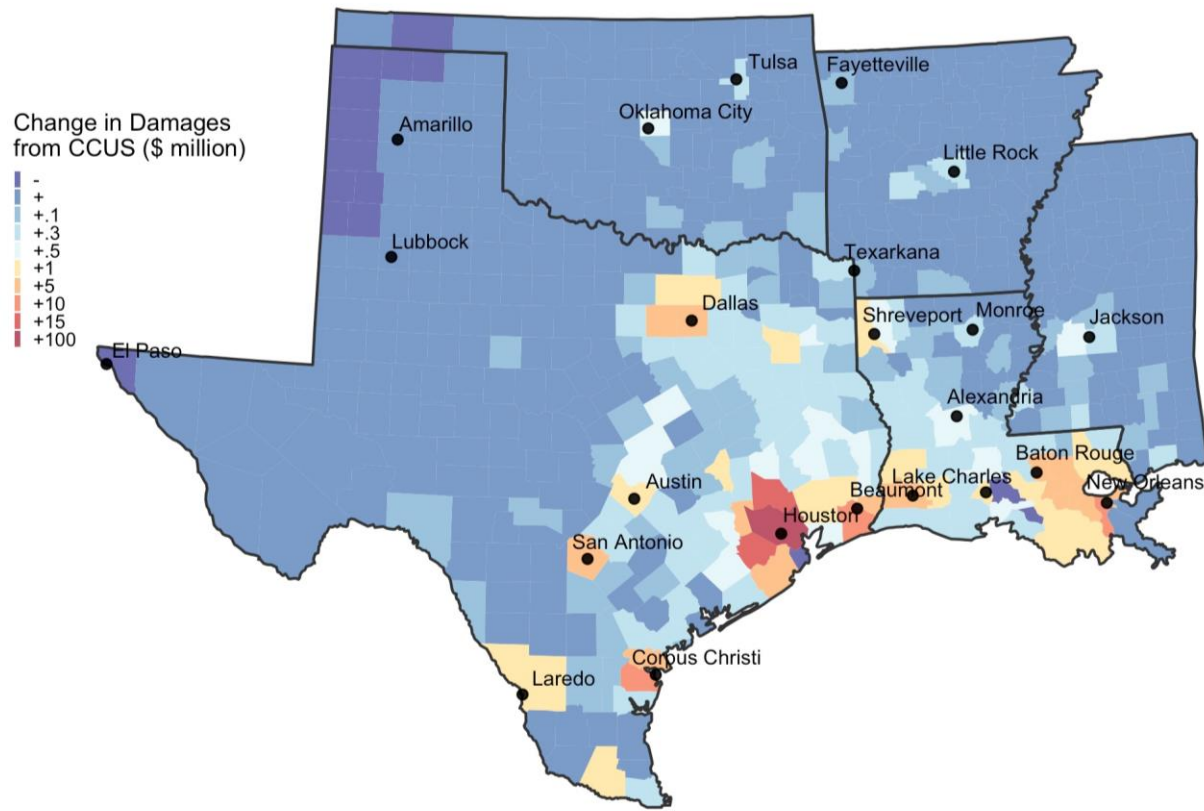 Tulsa
Fayetteville
Oklahoma City
Change in Damages
from CCUS ($ million)
Amarillo
Little Rock
-
+
+.1
+.3
+.5
+1
+5
+10
+15
+100
Lubbock
Texarkana
Dallas
Shreveport
Monroe
Jackson
El Paso
Alexandria
Baton Rouge
Austin
Lake Charles
New Orleans
Beaumont
Houston
San Antonio
Corpus Christi
Laredo